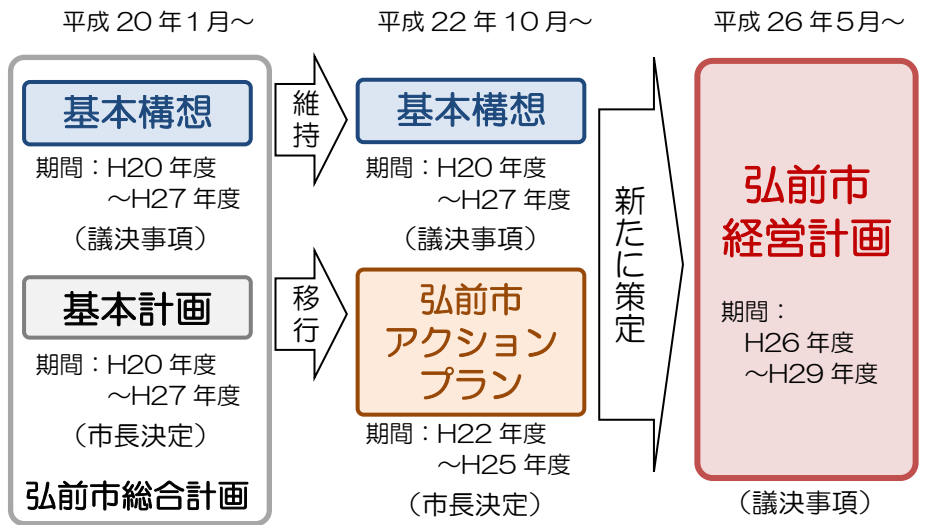 平成 20 年1月～
基本構想
期間：H20 年度
～H27 年度
（議決事項）
基本計画
期間：H20 年度
～H27 年度
（市長決定）
弘前市総合計画
維持
移行
平成 22 年 10 月～
基本構想
期間：H20 年度
～H27 年度
（議決事項）
弘前市
アクション
プラン
期間：H22 年度
～H25 年度
（市長決定）
新たに策定
平成 26 年5月～
弘前市
経営計画
期間：
H26 年度
～H29 年度
（議決事項）